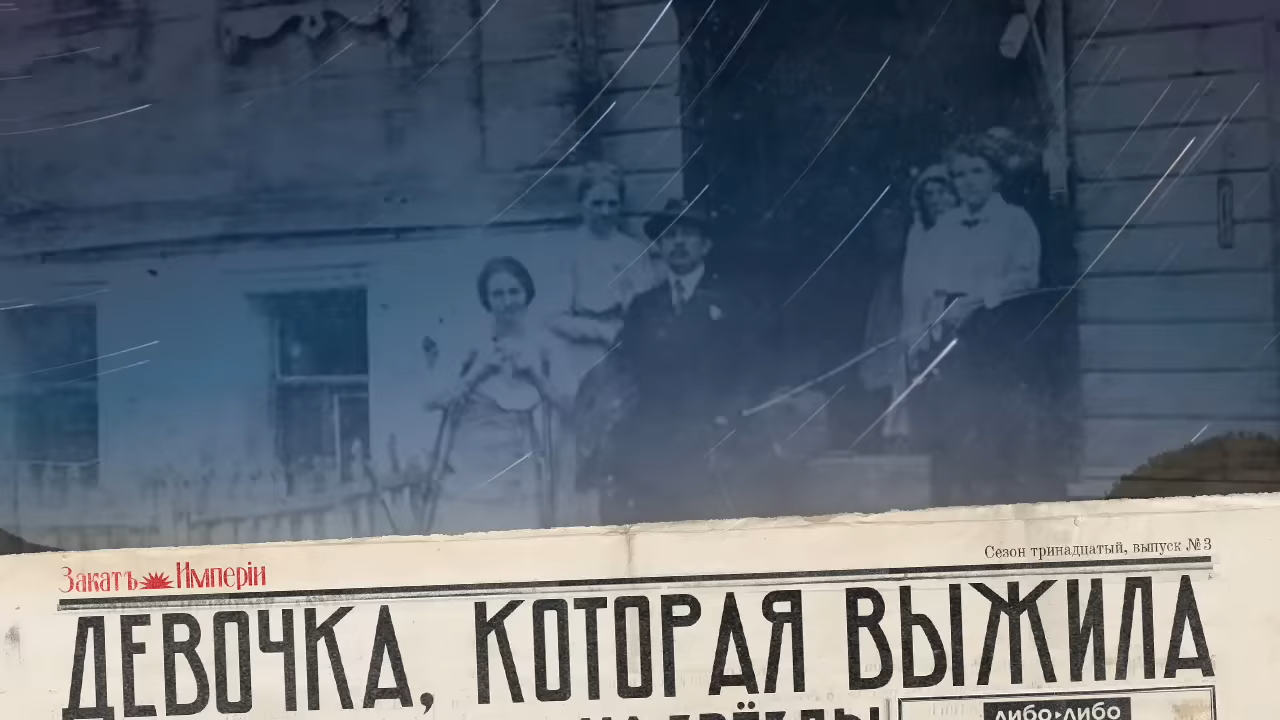 Закатъ Имперіи
Сезон тринадцатый, выпуск №3
ДЕВОЧКА, КОТОРАЯ ВЫЖИЛА
либо›либо